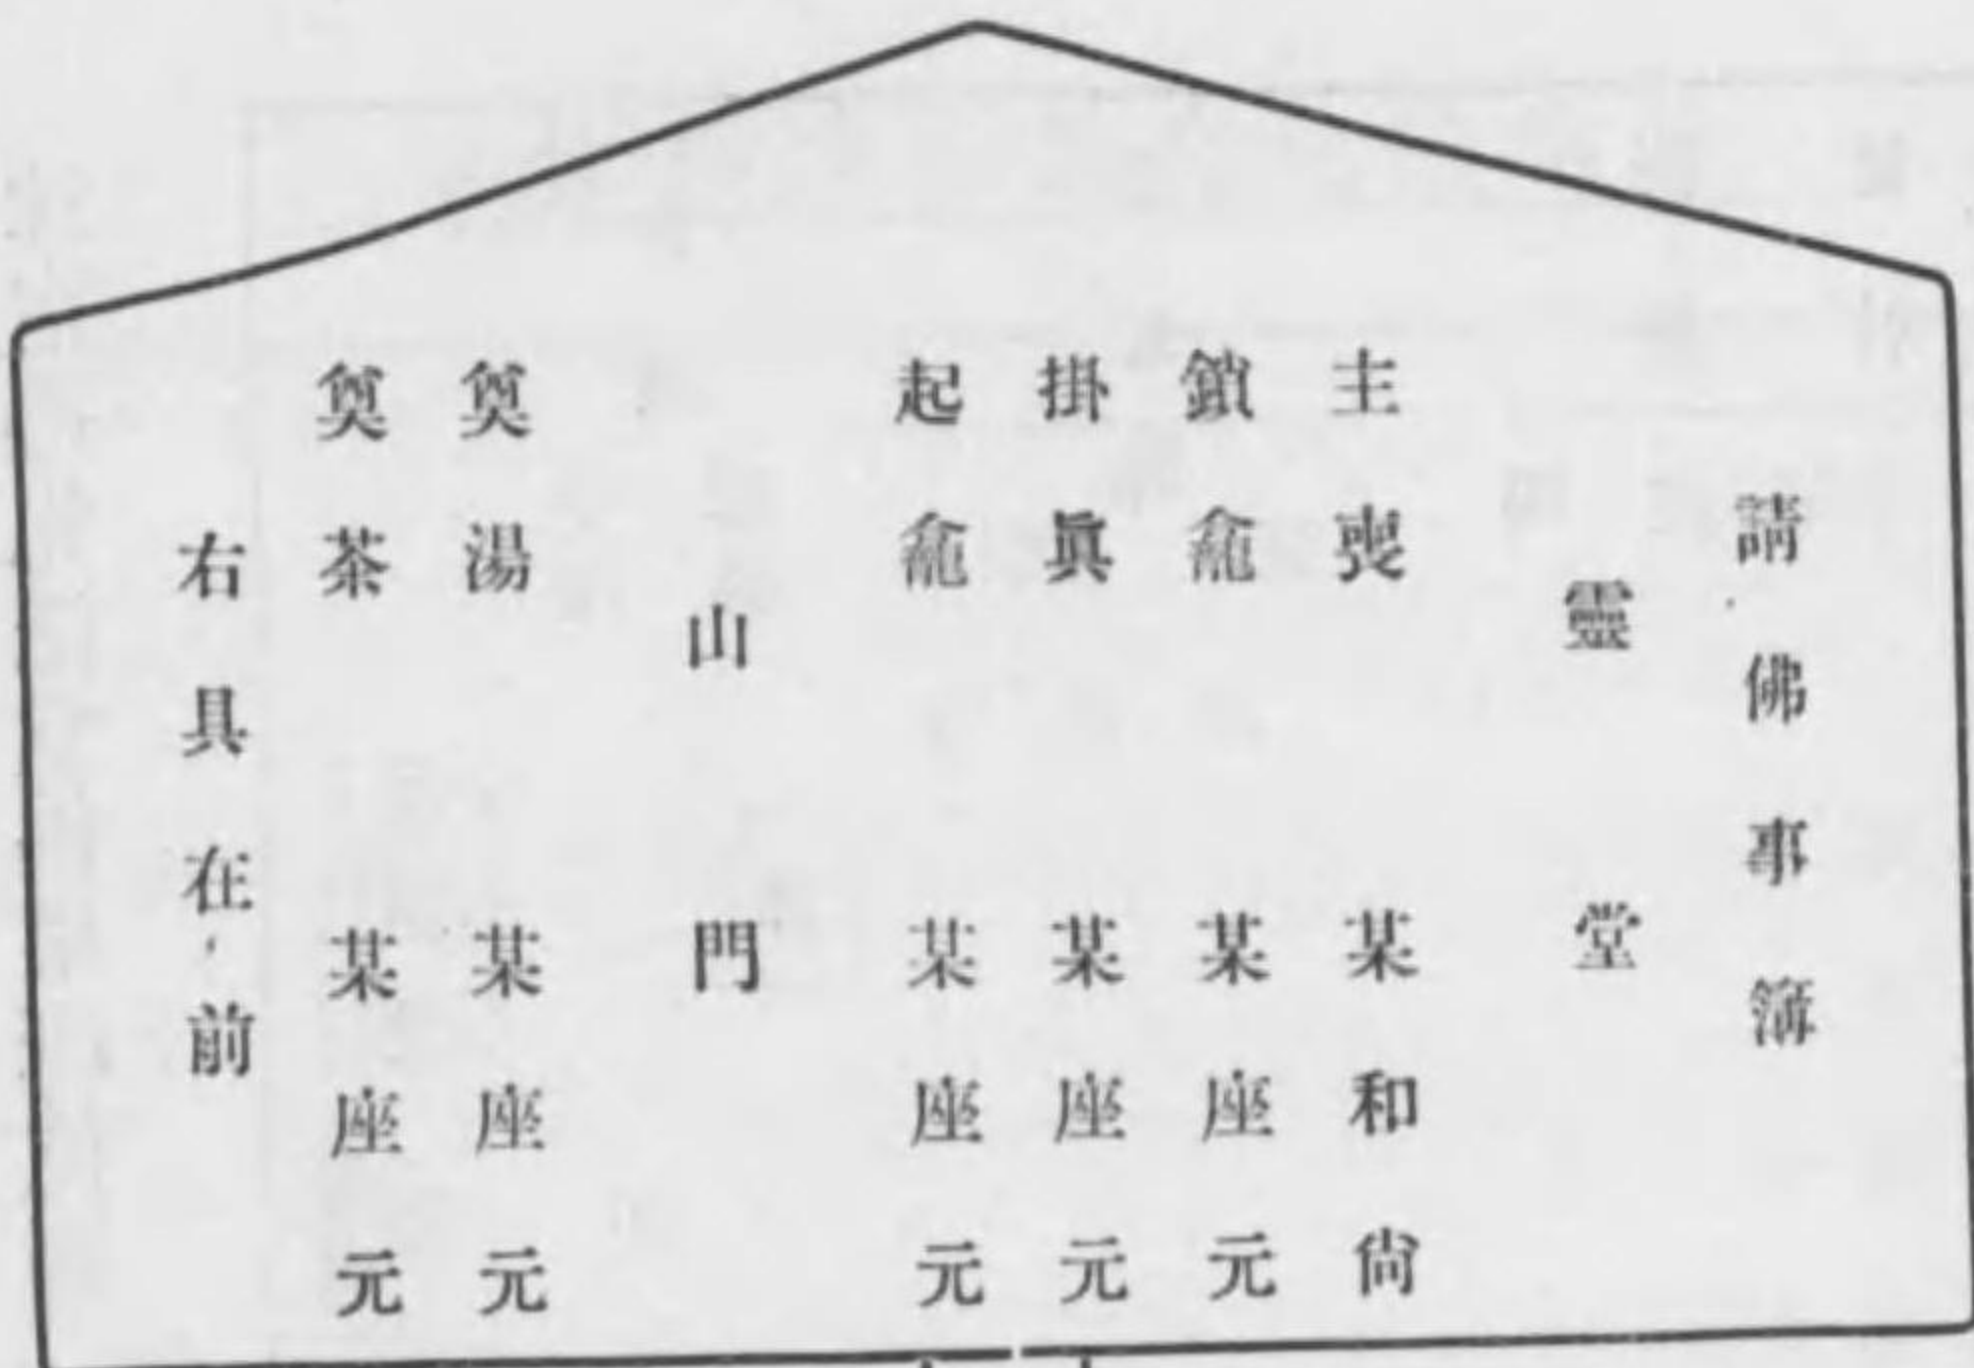 請佛事簿
靈堂
主喪 某和尙
鎖龕 某座元
掛眞 某座元
起龕 某座元
山門
奠湯 某座元
奠茶 某座元
右具在前